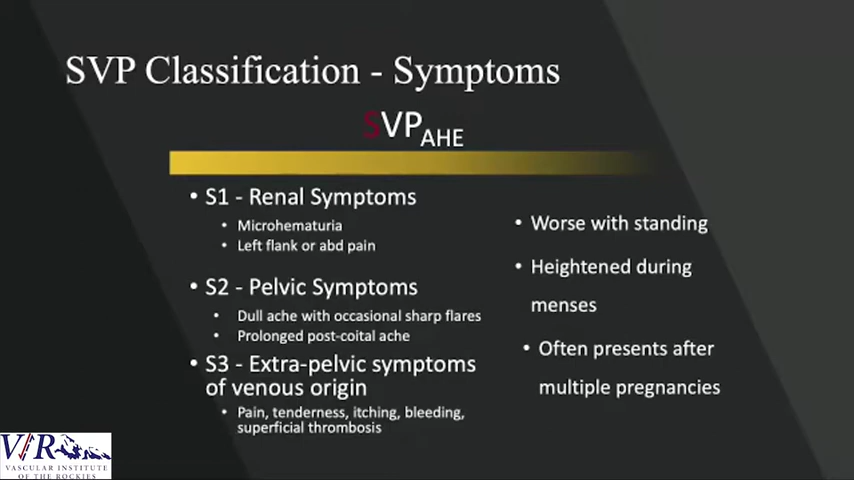 SVP Classification - Symptoms
SVPAHE
• S1 - Renal Symptoms
• Microhematuria
• Left flank or abd pain
• S2 - Pelvic Symptoms
• Dull ache with occasional sharp flares
• Prolonged post-coital ache
• S3 - Extra-pelvic symptoms
of venous origin
• Pain, tenderness, itching, bleeding,
superficial thrombosis
• Worse with standing
• Heightened during
menses
• Often presents after
multiple pregnancies
VIR
VASCULAR INSTITUTE
OF THE ROCKIES